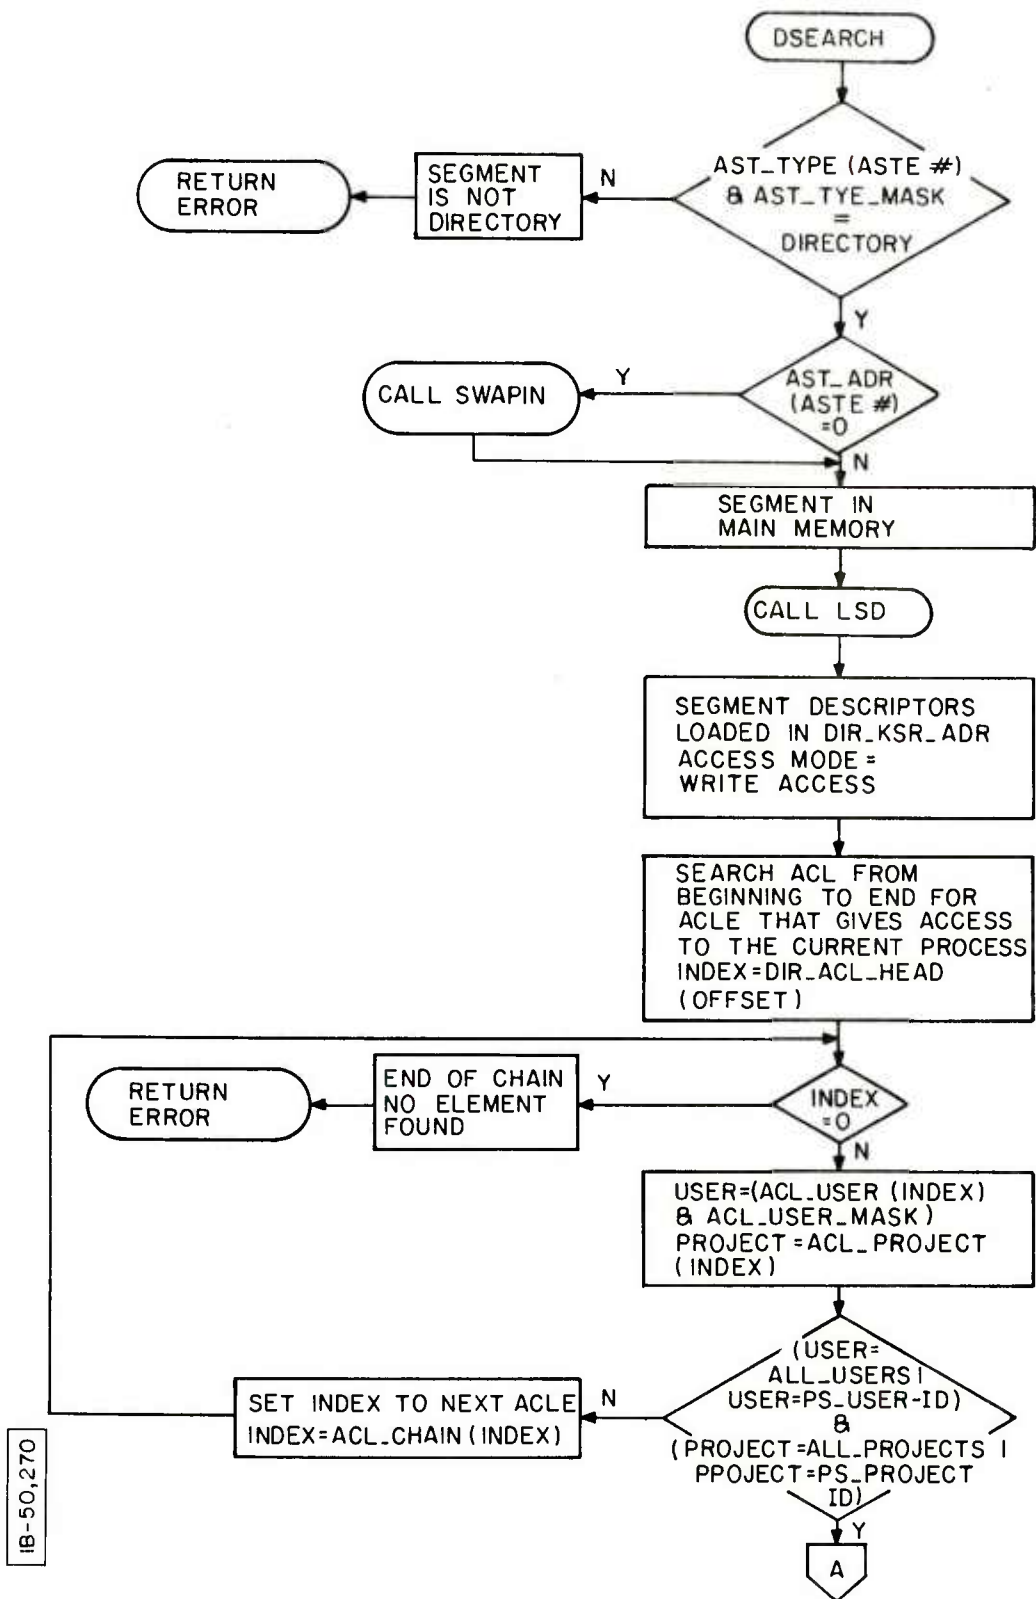 DSEARCH
AST_TYPE (ASTE #)
& AST_TYE_MASK
=
DIRECTORY
N
SEGMENT
IS NOT
DIRECTORY
RETURN
ERROR
Y
AST_ADR
(ASTE #)
=0
Y
CALL SWAPIN
N
SEGMENT IN
MAIN MEMORY
CALL LSD
SEGMENT DESCRIPTORS
LOADED IN DIR_KSR_ADR
ACCESS MODE =
WRITE ACCESS
SEARCH ACL FROM
BEGINNING TO END FOR
ACLE THAT GIVES ACCESS
TO THE CURRENT PROCESS
INDEX=DIR_ACL_HEAD
(OFFSET)
INDEX
=0
Y
END OF CHAIN
NO ELEMENT
FOUND
RETURN
ERROR
N
USER=(ACL_USER (INDEX)
& ACL_USER_MASK)
PROJECT=ACL_PROJECT
(INDEX)
(USER=
ALL_USERS |
USER=PS_USER-ID)
&
(PROJECT=ALL_PROJECTS |
PPOJECT=PS_PROJECT
ID)
N
SET INDEX TO NEXT ACLE
INDEX=ACL_CHAIN (INDEX)
Y
A
IB-50,270